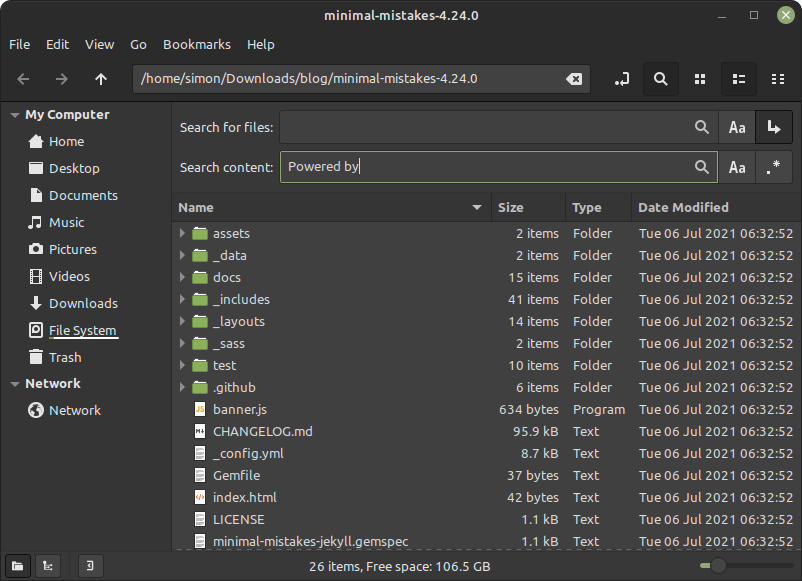 minimal-mistakes-4.24.0
File Edit View Go Bookmarks Help
/home/simon/Downloads/blog/minimal-mistakes-4.24.0
My Computer
Home
Desktop
Documents
Music
Pictures
Videos
Downloads
File System
Trash
Network
Network
Search for files: Aa
Search content: Powered by Aa .*
Name Size Type Date Modified
assets 2 items Folder Tue 06 Jul 2021 06:32:52
_data 2 items Folder Tue 06 Jul 2021 06:32:52
docs 15 items Folder Tue 06 Jul 2021 06:32:52
_includes 41 items Folder Tue 06 Jul 2021 06:32:52
_layouts 14 items Folder Tue 06 Jul 2021 06:32:52
_sass 2 items Folder Tue 06 Jul 2021 06:32:52
test 10 items Folder Tue 06 Jul 2021 06:32:52
.github 6 items Folder Tue 06 Jul 2021 06:32:52
banner.js 634 bytes Program Tue 06 Jul 2021 06:32:52
CHANGELOG.md 95.9 kB Text Tue 06 Jul 2021 06:32:52
_config.yml 8.7 kB Text Tue 06 Jul 2021 06:32:52
Gemfile 37 bytes Text Tue 06 Jul 2021 06:32:52
index.html 42 bytes Text Tue 06 Jul 2021 06:32:52
LICENSE 1.1 kB Text Tue 06 Jul 2021 06:32:52
minimal-mistakes-jekyll.gemspec 1.1 kB Text Tue 06 Jul 2021 06:32:52
26 items, Free space: 106.5 GB